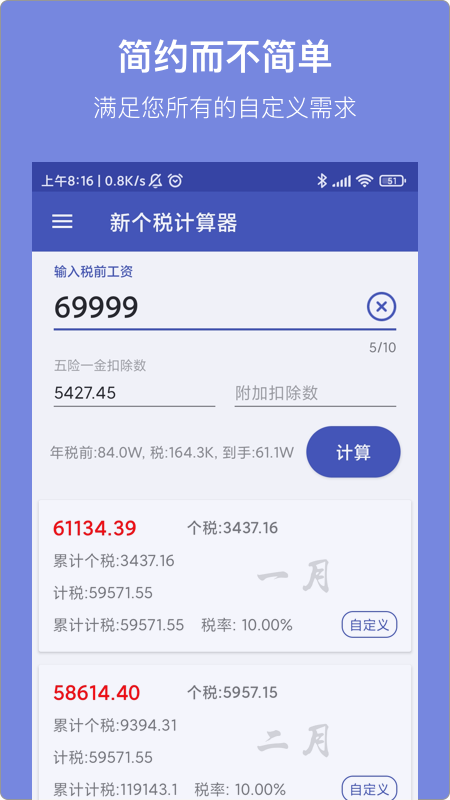 简约而不简单
满足您所有的自定义需求
上午8:16 | 0.8K/s 51
新个税计算器
输入税前工资
69999
5/10
五险一金扣除数
5427.45 附加扣除数
年税前:84.0W, 税:164.3K, 到手:61.1W 计算
61134.39 个税:3437.16
累计个税:3437.16
一月
计税:59571.55
累计计税:59571.55 税率: 10.00% 自定义
58614.40 个税:5957.15
累计个税:9394.31
二月
计税:59571.55
累计计税:119143.1 税率: 10.00% 自定义